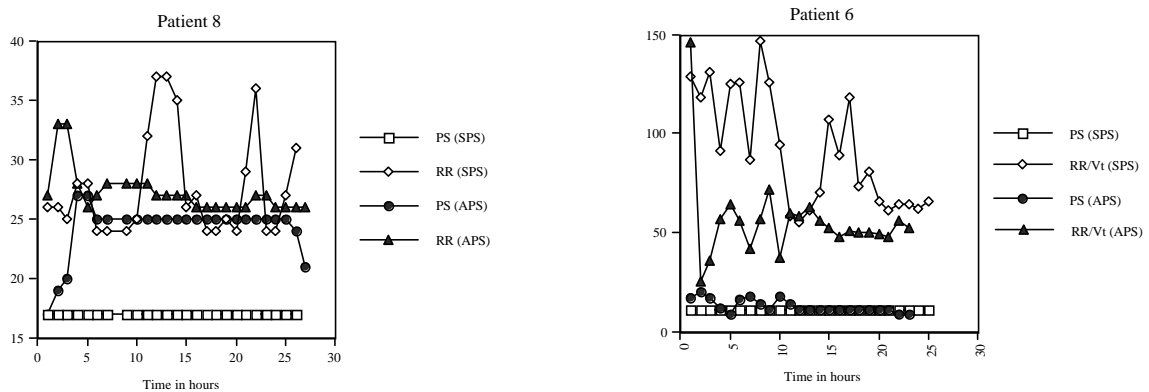 Patient 8
40
35
30
25
20
15
0
5
10
15
20
25
30
Time in hours
PS (SPS)
RR (SPS)
PS (APS)
RR (APS)
Patient 6
150
100
50
0
0
5
10
15
20
25
30
Time in hours
PS (SPS)
RR/Vt (SPS)
PS (APS)
RR/Vt (APS)